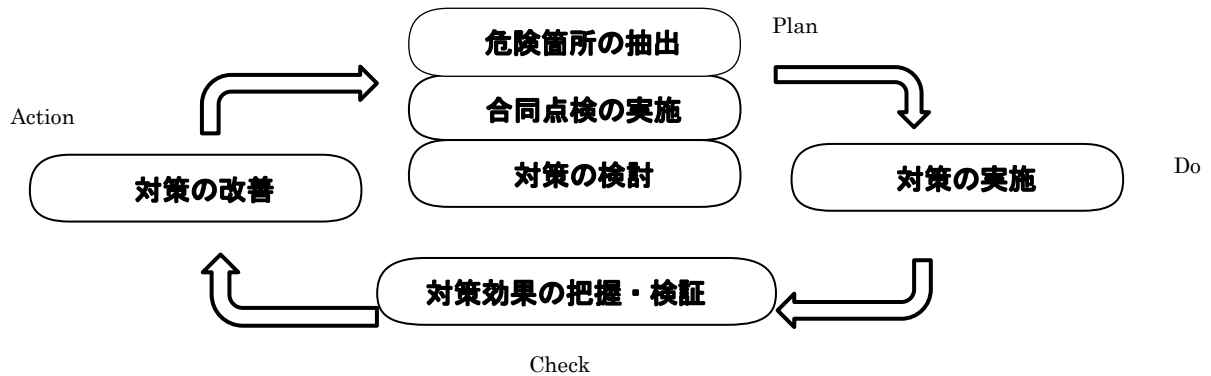 危険箇所の抽出
Plan
合同点検の実施
Action
対策の改善
対策の検討
対策の実施
Do
対策効果の把握・検証
Check